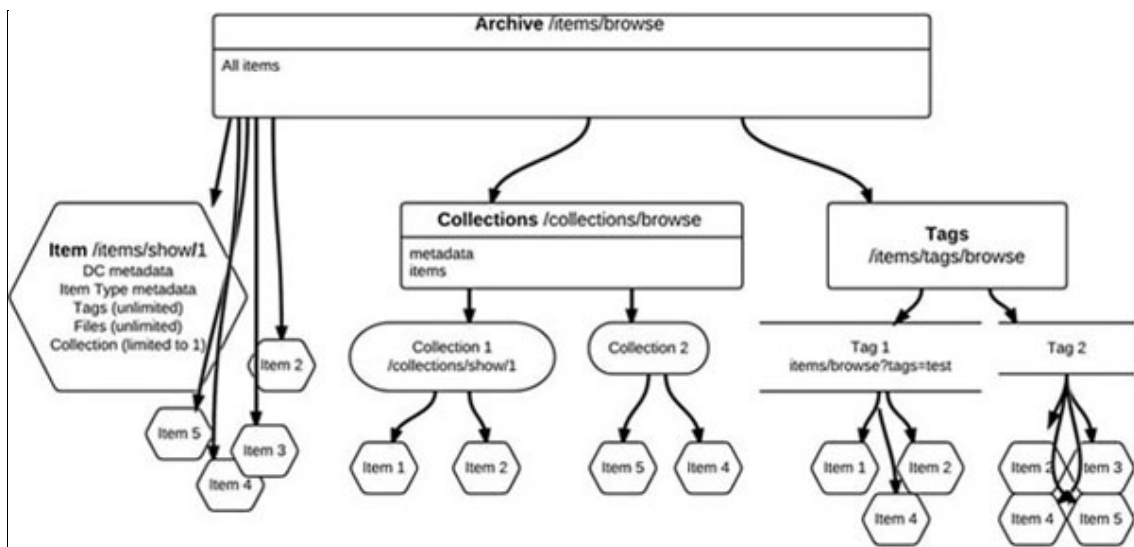 Archive /items/browse
All items
Item /items/show/1
DC metadata
Item Type metadata
Tags (unlimited)
Files (unlimited)
Collection (limited to 1)
Item 2
Item 5
Item 3
Item 4
Collections /collections/browse
metadata
items
Collection 1
/collections/show/1
Collection 2
Item 1
Item 2
Item 5
Item 4
Tags
/items/tags/browse
Tag 1
items/browse?tags=test
Tag 2
Item 1
Item 2
Item 4
Item 2
Item 3
Item 4
Item 5